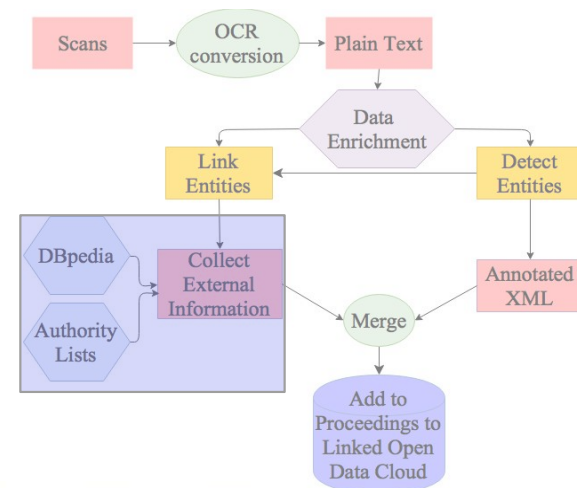 Scans
OCR
conversion
Plain Text
Data
Enrichment
Link
Entities
Detect
Entities
DBpedia
Collect
External
Information
Annotated
XML
Authority
Lists
Merge
Add to
Proceedings to
Linked Open
Data Cloud